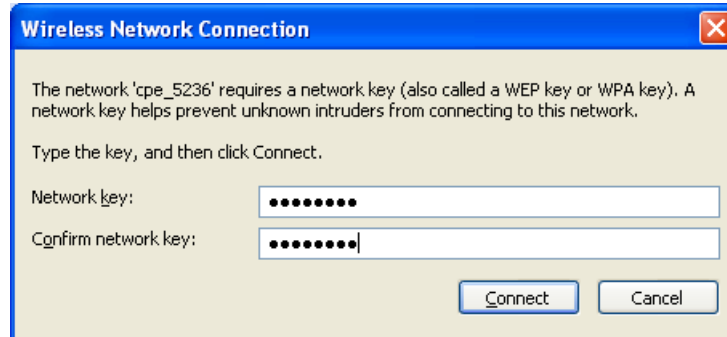 Wireless Network Connection
The network 'cpe_5236' requires a network key (also called a WEP key or WPA key). A
network key helps prevent unknown intruders from connecting to this network.
Type the key, and then click Connect.
Network key: ●●●●●●●●
Confirm network key: ●●●●●●●●
Connect Cancel